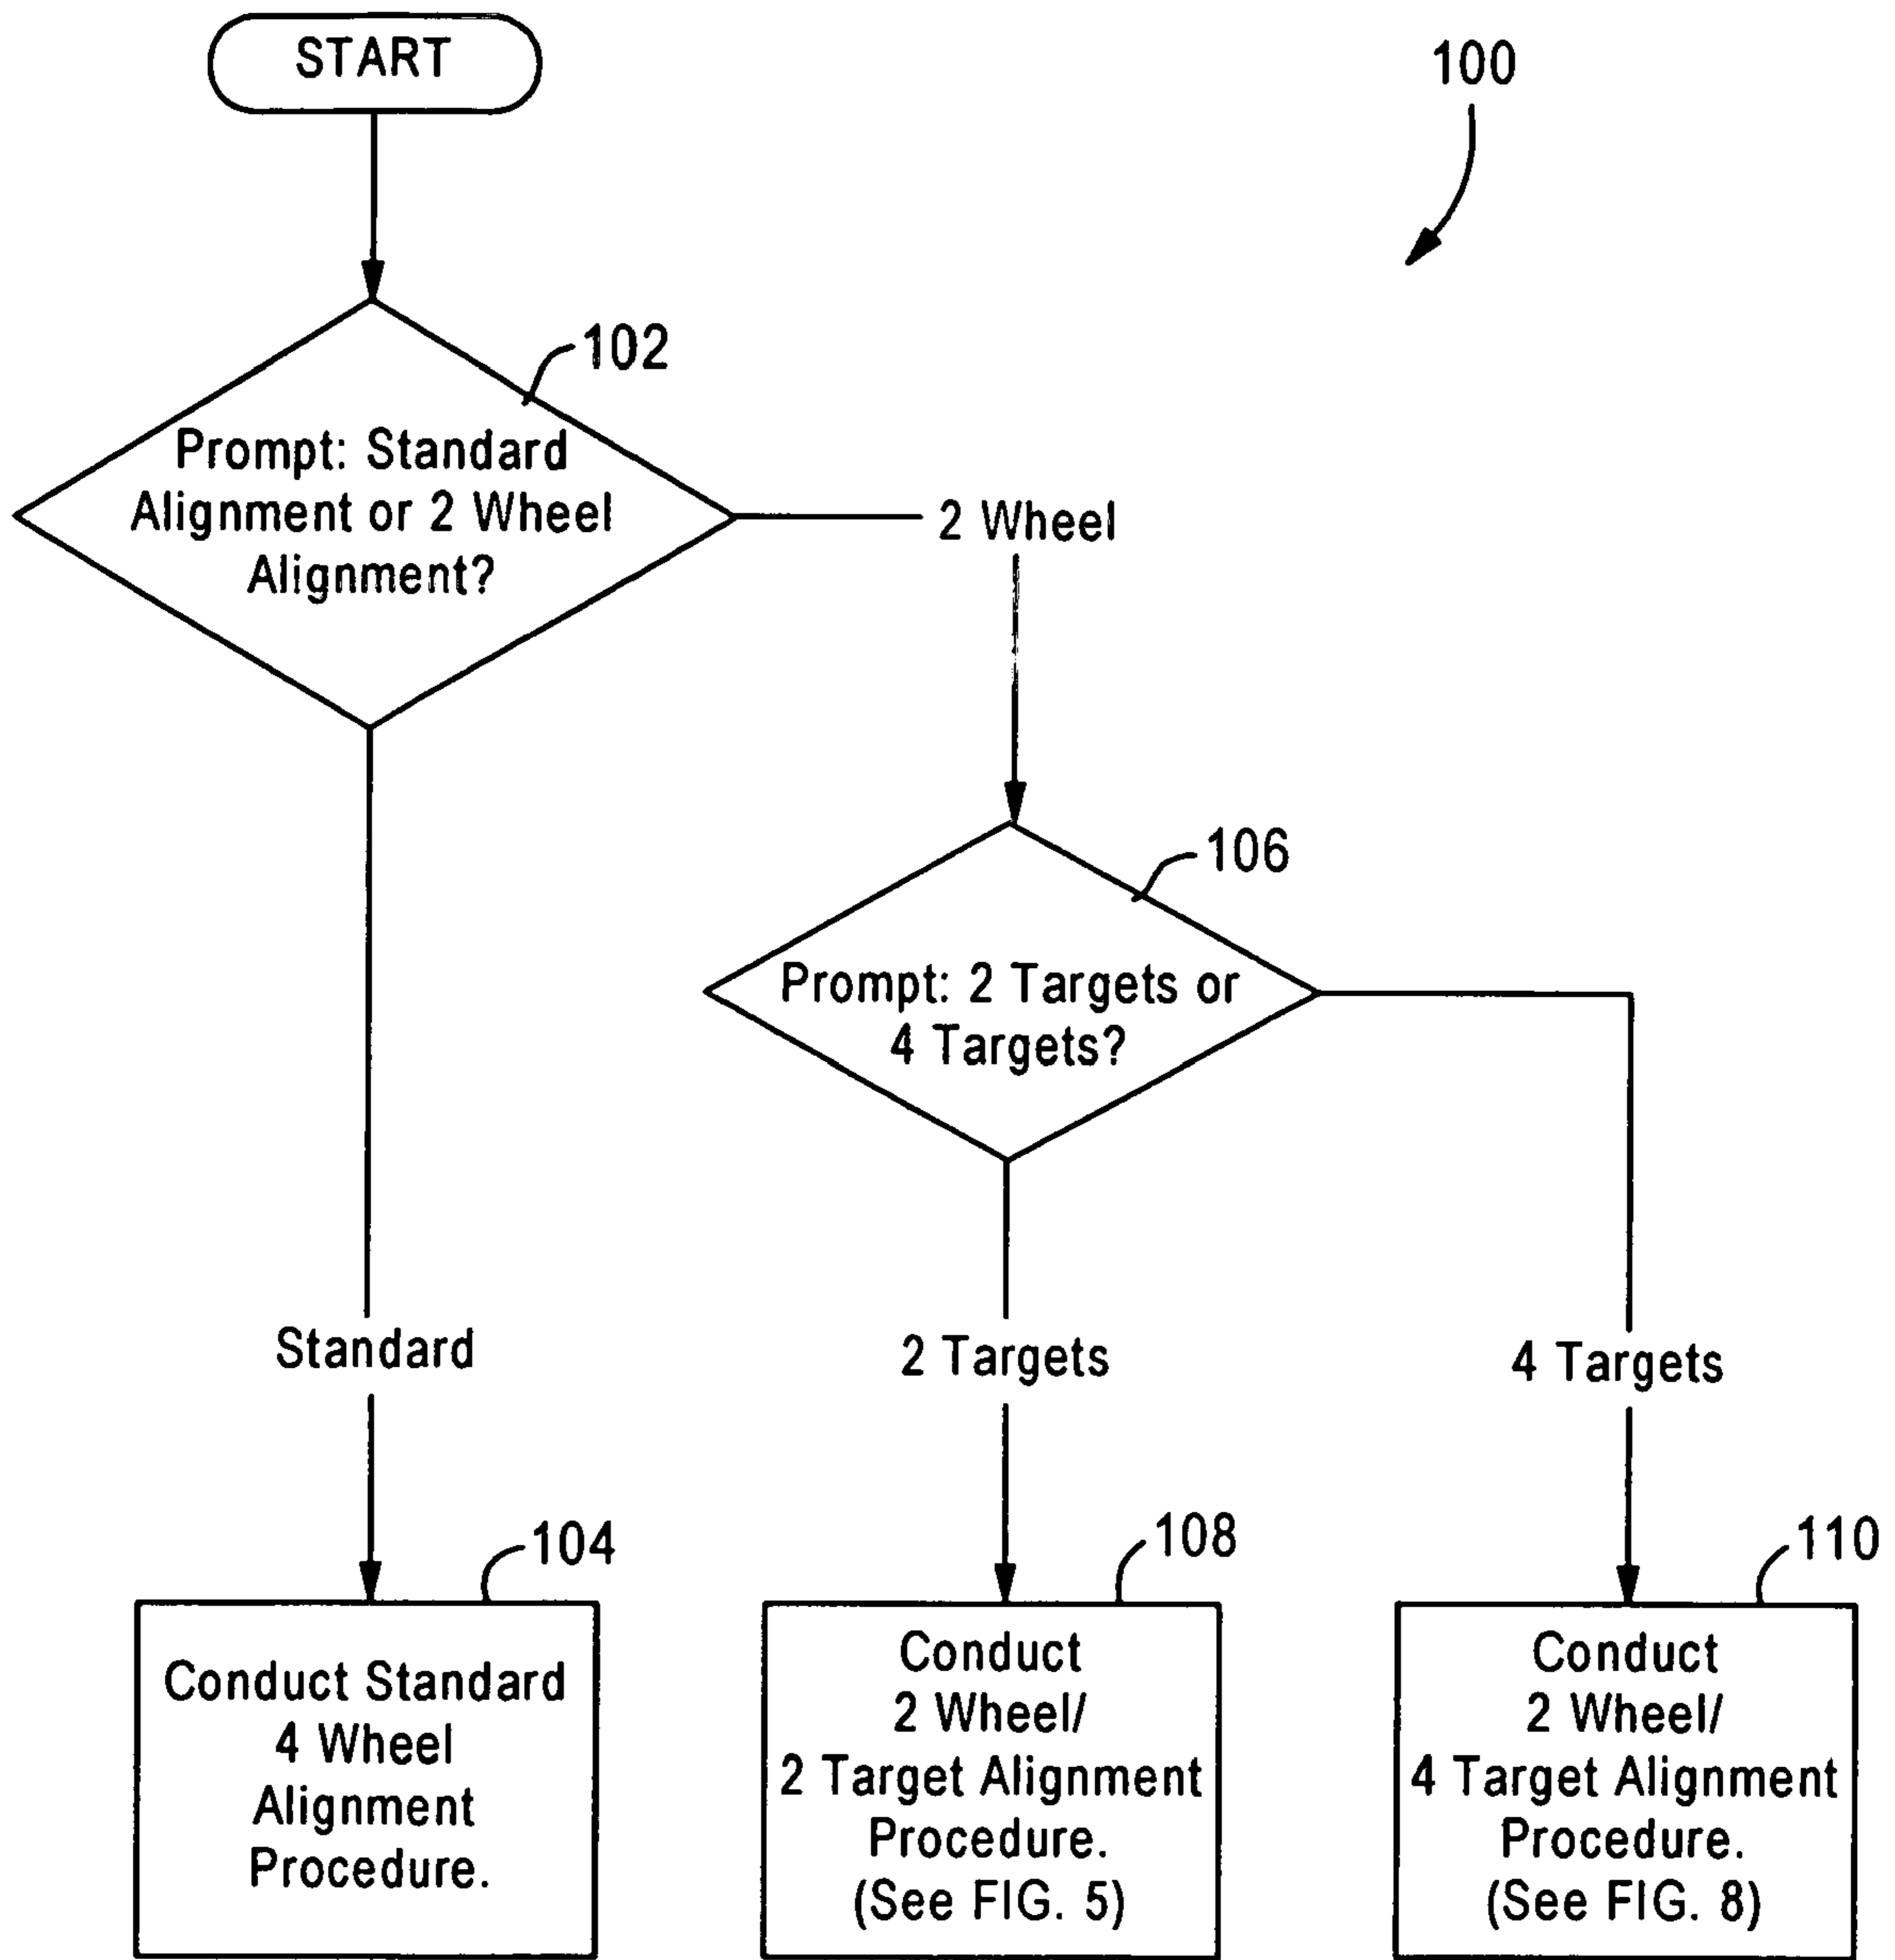 START
100
102
Prompt: Standard
Alignment or 2 Wheel
Alignment?
2 Wheel
106
Prompt: 2 Targets or
4 Targets?
Standard
2 Targets
4 Targets
104
Conduct Standard
4 Wheel
Alignment
Procedure.
108
Conduct
2 Wheel/
2 Target Alignment
Procedure.
(See FIG. 5)
110
Conduct
2 Wheel/
4 Target Alignment
Procedure.
(See FIG. 8)